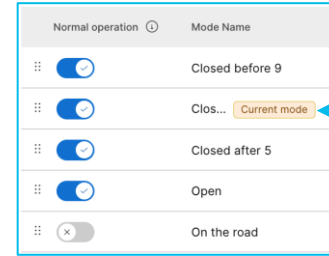 Normal operation Mode Name
Closed before 9
Clos... Current mode
Closed after 5
Open
On the road